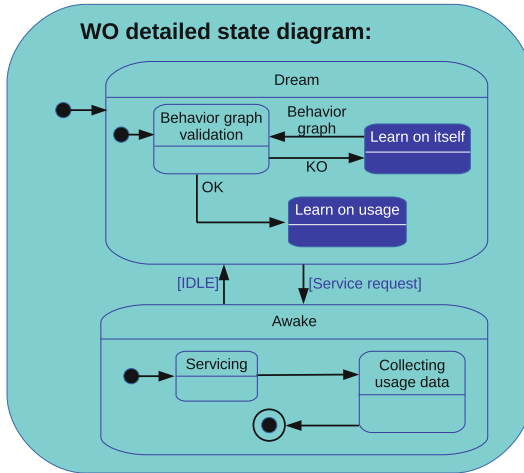 WO detailed state diagram:
Dream
Behavior graph
validation
Behavior
graph
Learn on itself
KO
OK
Learn on usage
[IDLE]
[Service request]
Awake
Servicing
Collecting
usage data